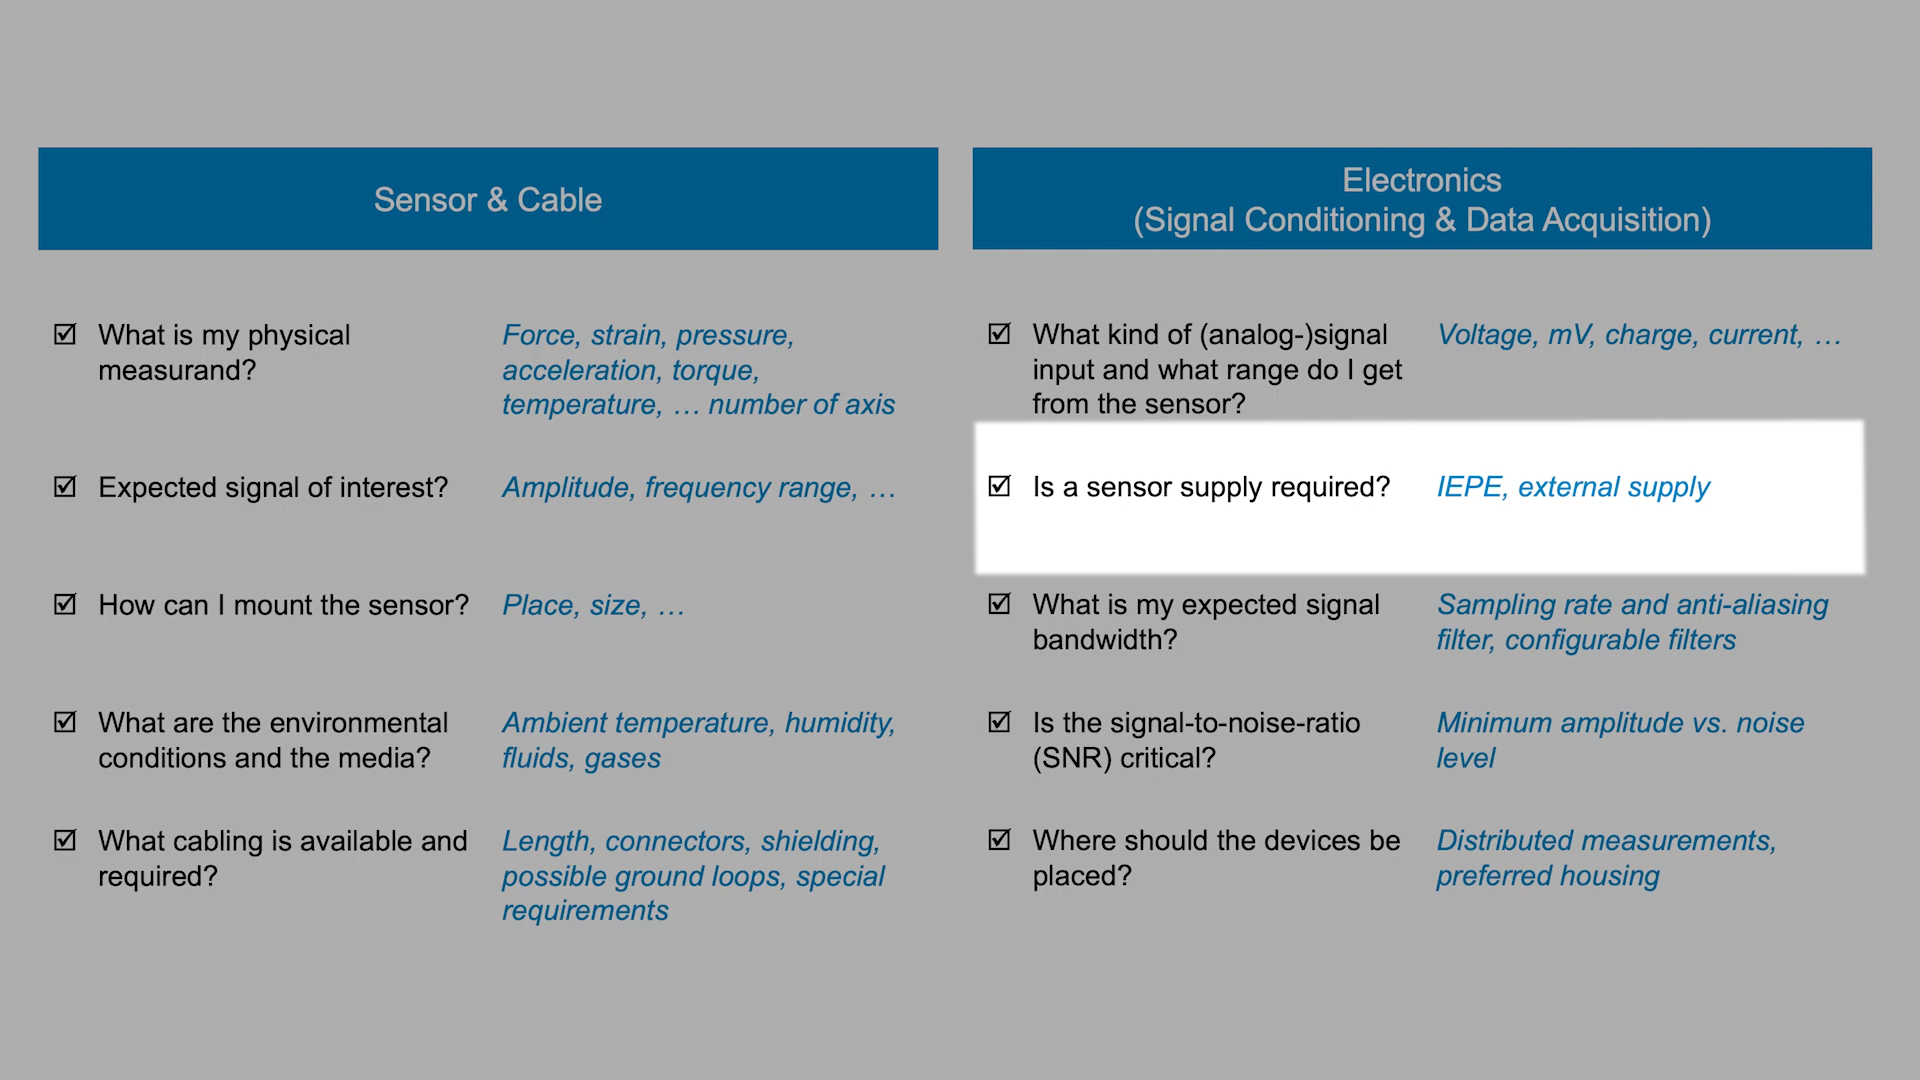 Sensor & Cable
What is my physical
measurand?
Force, strain, pressure,
acceleration, torque,
temperature, … number of axis
Expected signal of interest?
Amplitude, frequency range, …
How can I mount the sensor?
Place, size, …
What are the environmental
conditions and the media?
Ambient temperature, humidity,
fluids, gases
What cabling is available and
required?
Length, connectors, shielding,
possible ground loops, special
requirements
Electronics
(Signal Conditioning & Data Acquisition)
What kind of (analog-)signal
input and what range do I get
from the sensor?
Voltage, mV, charge, current, …
Is a sensor supply required?
IEPE, external supply
What is my expected signal
bandwidth?
Sampling rate and anti-aliasing
filter, configurable filters
Is the signal-to-noise-ratio
(SNR) critical?
Minimum amplitude vs. noise
level
Where should the devices be
placed?
Distributed measurements,
preferred housing